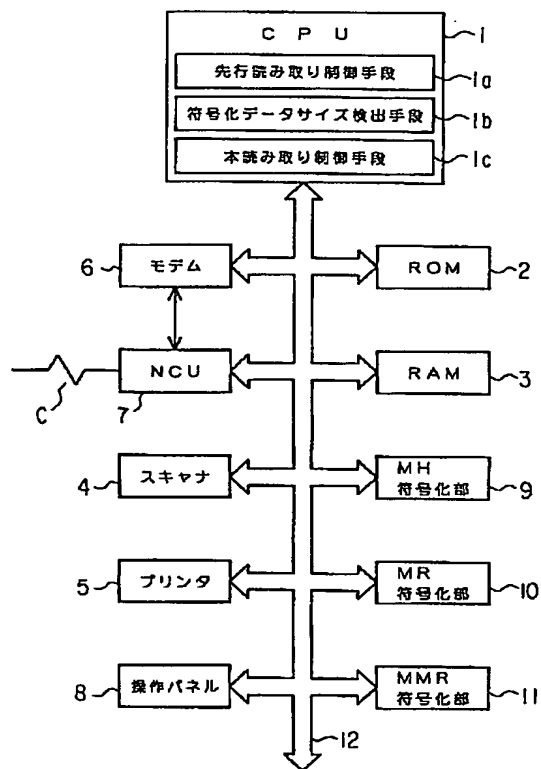 CPU
1
先行読み取り制御手段
1a
符号化データサイズ検出手段
1b
本読み取り制御手段
1c
6
モデム
ROM
2
NCU
7
C
RAM
3
4
スキャナ
MH
符号化部
9
5
プリンタ
MR
符号化部
10
8
操作パネル
MMR
符号化部
11
12